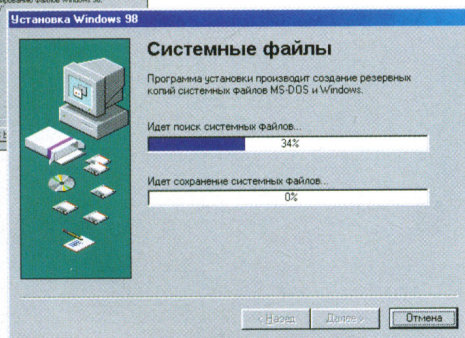 Установка Windows 98
Системные файлы
Программа установки производит создание резервных
копий системных файлов MS-DOS и Windows.
Идет поиск системных файлов...
34%
Идет сохранение системных файлов...
0%
< Назад
Далее >
Отмена